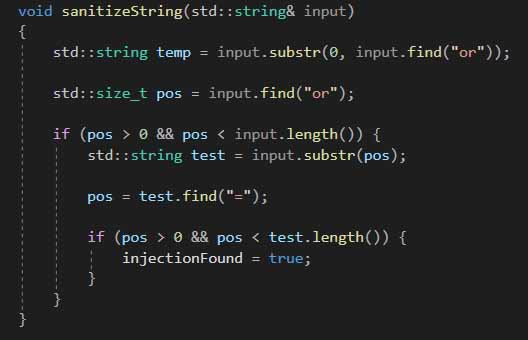 void sanitizeString(std::string& input)
{
std::string temp = input.substr(0, input.find("or"));
std::size_t pos = input.find("or");
if (pos > 0 && pos < input.length()) {
std::string test = input.substr(pos);
pos = test.find("=");
if (pos > 0 && pos < test.length()) {
injectionFound = true;
}
}
}